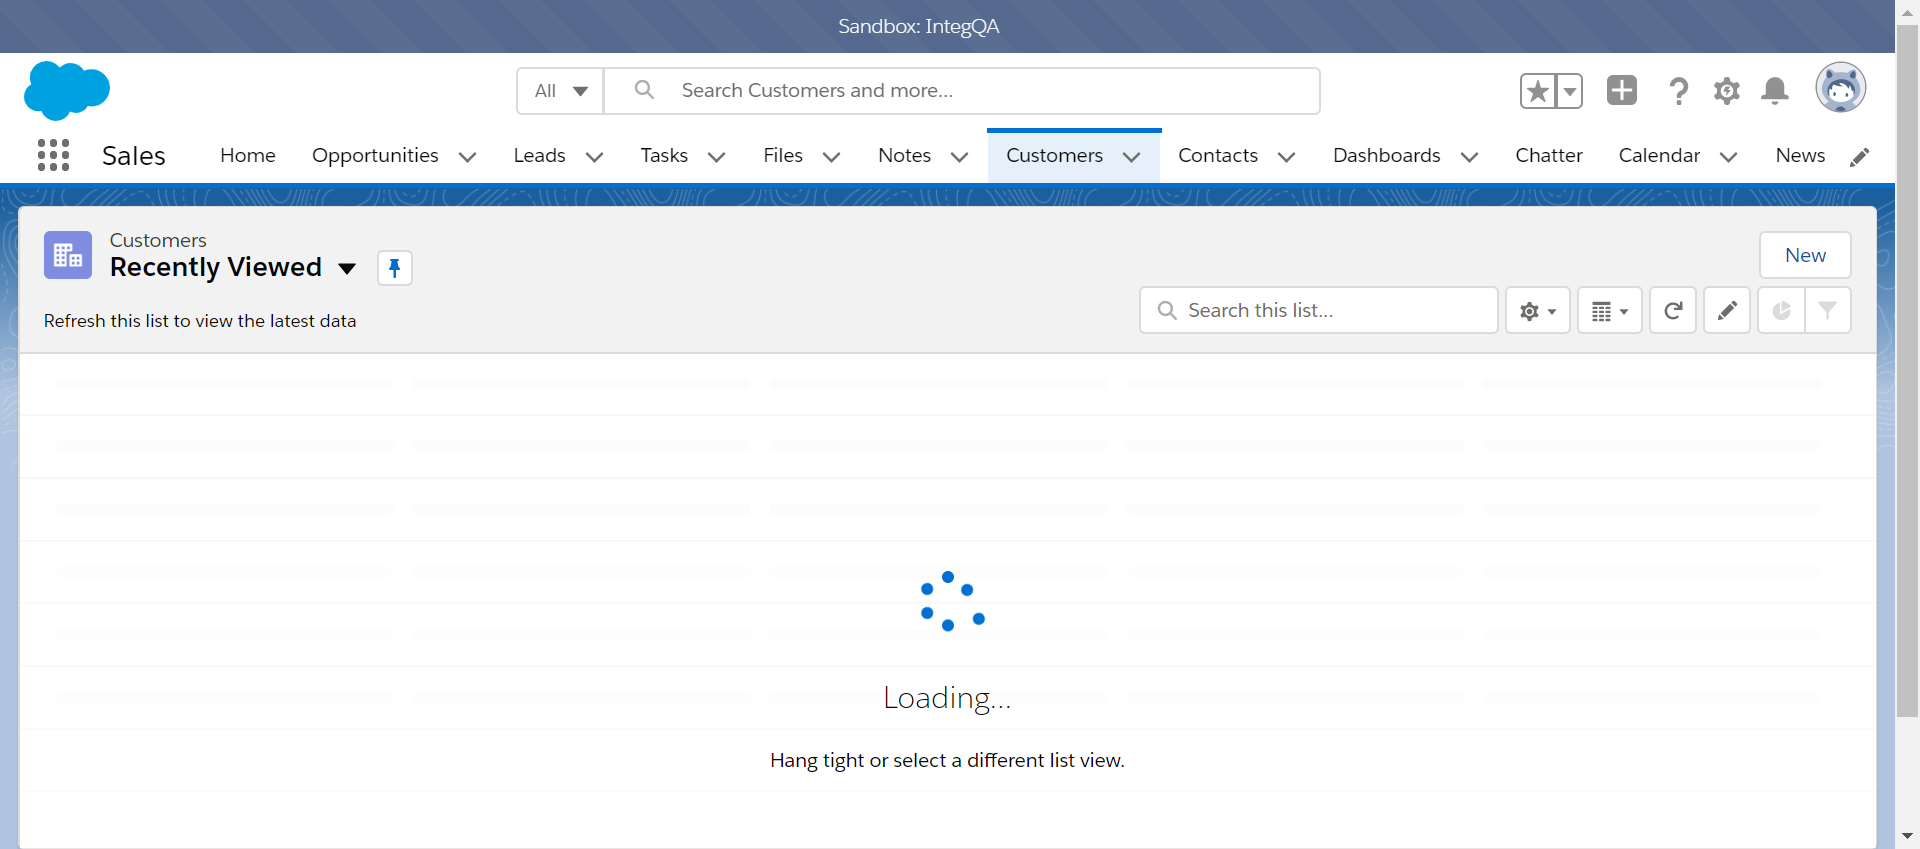 Sandbox: IntegQA
All
Search Customers and more...
Sales
Home
Opportunities
Leads
Tasks
Files
Notes
Customers
Contacts
Dashboards
Chatter
Calendar
News
Customers
Recently Viewed
New
Refresh this list to view the latest data
Search this list...
Loading...
Hang tight or select a different list view.